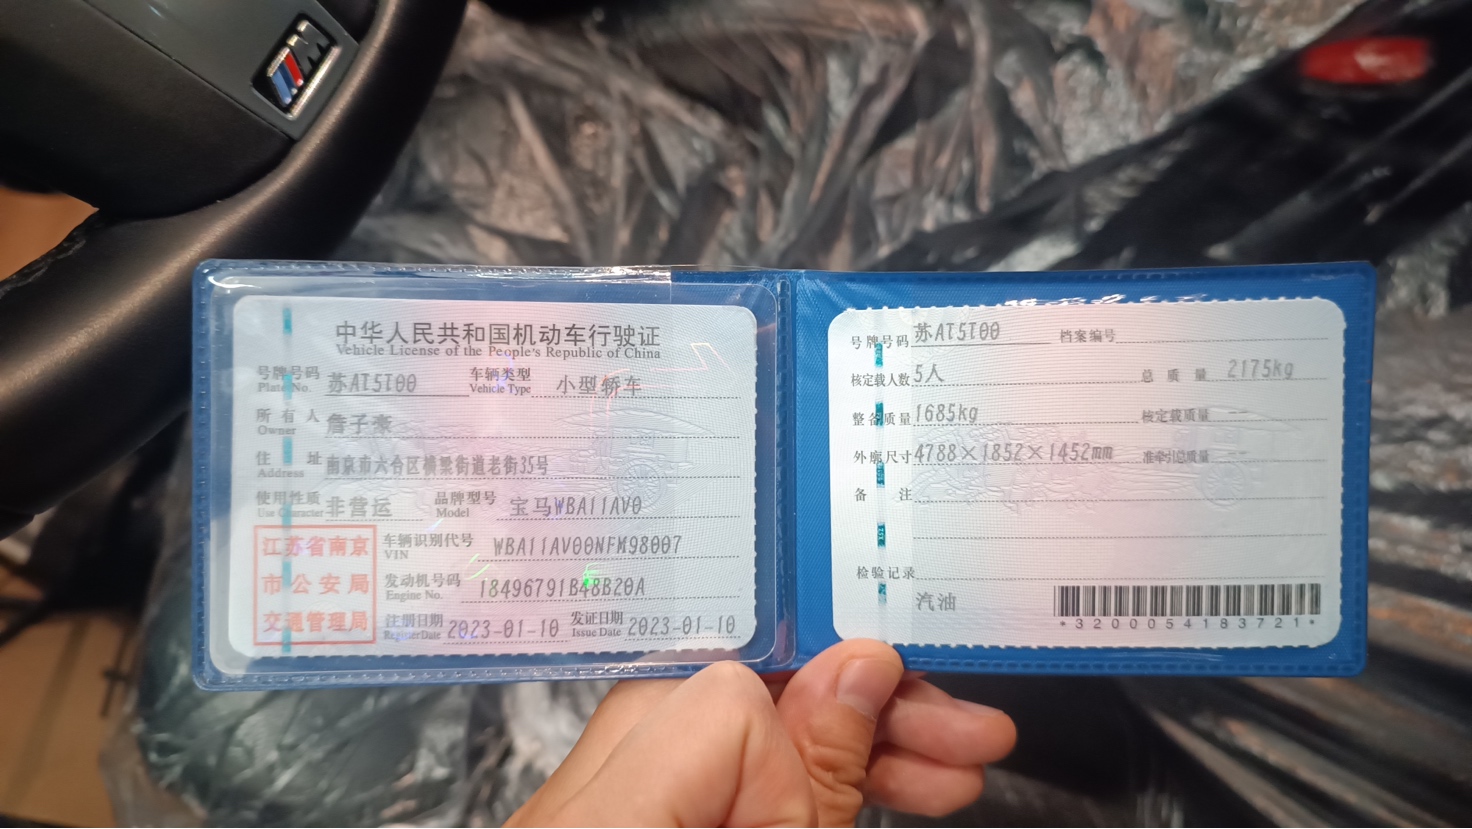 M
中华人民共和国机动车行驶证
Vehicle License of the People's Republic of China
号牌号码 苏AT5T00 车辆类型 小型轿车
Plate No. Vehicle Type
所有人 詹子豪
Owner
住址 南京市六合区横梁街道老街35号
Address
使用性质 非营运 品牌型号 宝马WBA11AV0
Use Character Model
江苏省南京
市公安局
交通管理局
车辆识别代号 WBA11AV00NFM98007
VIN
发动机号码 18496791B48B20A
Engine No.
注册日期 2023-01-10 发证日期 2023-01-10
Register Date Issue Date
号牌号码 苏AT5T00 档案编号
核定载人数 5人 总质量 2175kg
整备质量 1685kg 核定载质量 --
外廓尺寸 4788×1852×1452mm 准牵引总质量 --
备注
检验记录
汽油
*3200054183721*